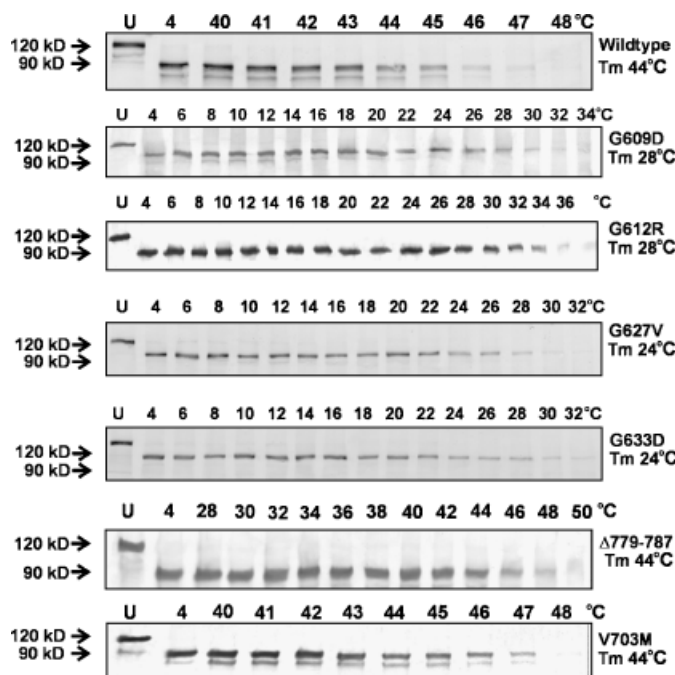 U 4 40 41 42 43 44 45 46 47 48°C
120 kD→
90 kD→
Wildtype
Tm 44°C
U 4 6 8 10 12 14 16 18 20 22 24 26 28 30 32 34°C
120 kD→
90 kD→
G609D
Tm 28°C
U 4 6 8 10 12 14 16 18 20 22 24 26 28 30 32 34 36 °C
120 kD→
90 kD→
G612R
Tm 28°C
U 4 6 8 10 12 14 16 18 20 22 24 26 28 30 32°C
120 kD→
90 kD→
G627V
Tm 24°C
U 4 6 8 10 12 14 16 18 20 22 24 26 28 30 32°C
120 kD→
90 kD→
G633D
Tm 24°C
U 4 28 30 32 34 36 38 40 42 44 46 48 50 °C
120 kD→
90 kD→
Δ779-787
Tm 44°C
U 4 40 41 42 43 44 45 46 47 48 °C
120 kD→
90 kD→
V703M
Tm 44°C